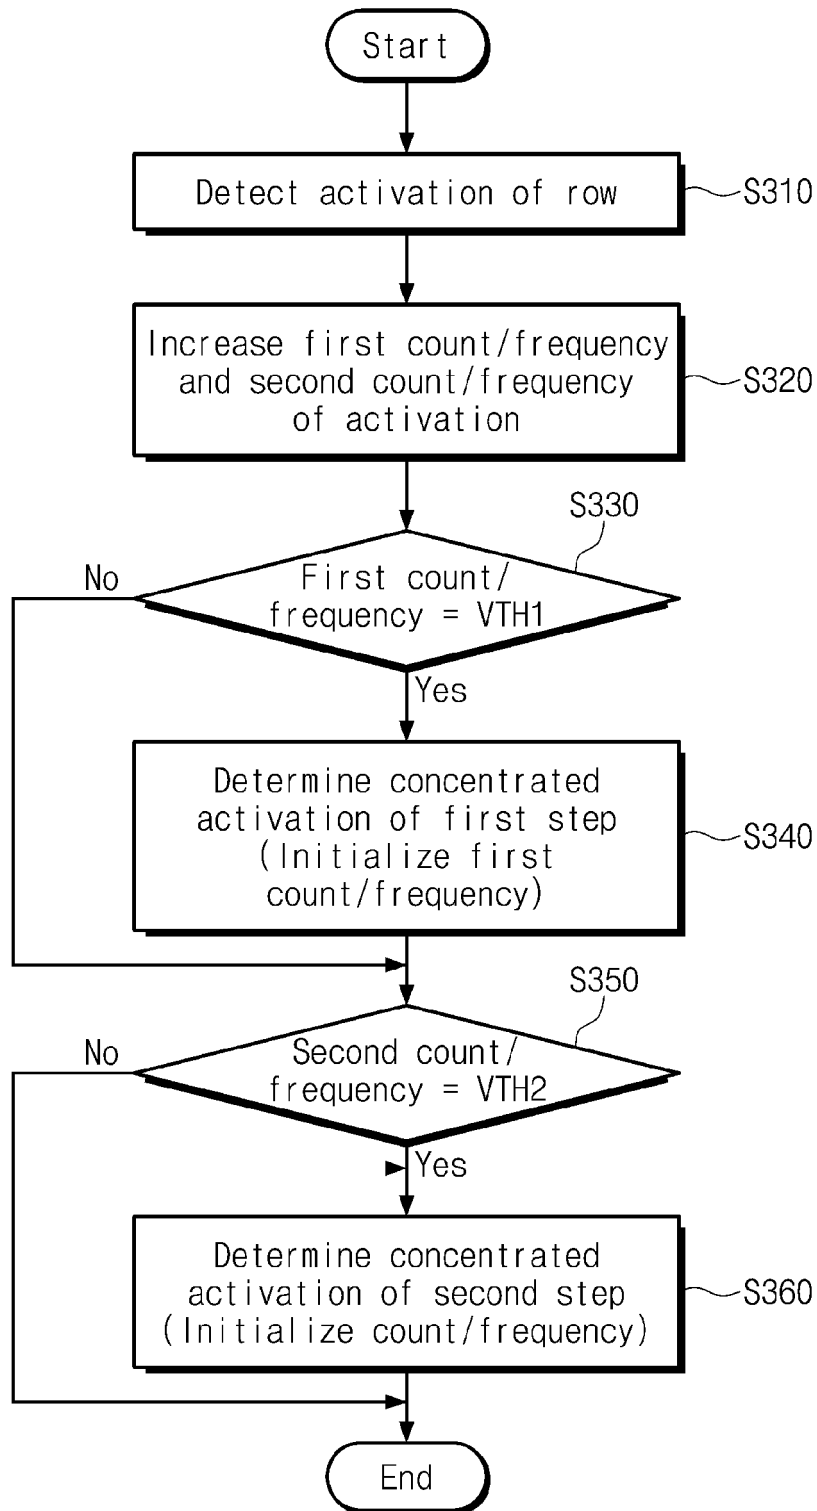 Start
Detect activation of row
S310
Increase first count/frequency
and second count/frequency
of activation
S320
S330
No
First count/
frequency = VTH1
Yes
Determine concentrated
activation of first step
(Initialize first
count/frequency)
S340
S350
No
Second count/
frequency = VTH2
Yes
Determine concentrated
activation of second step
(Initialize count/frequency)
S360
End